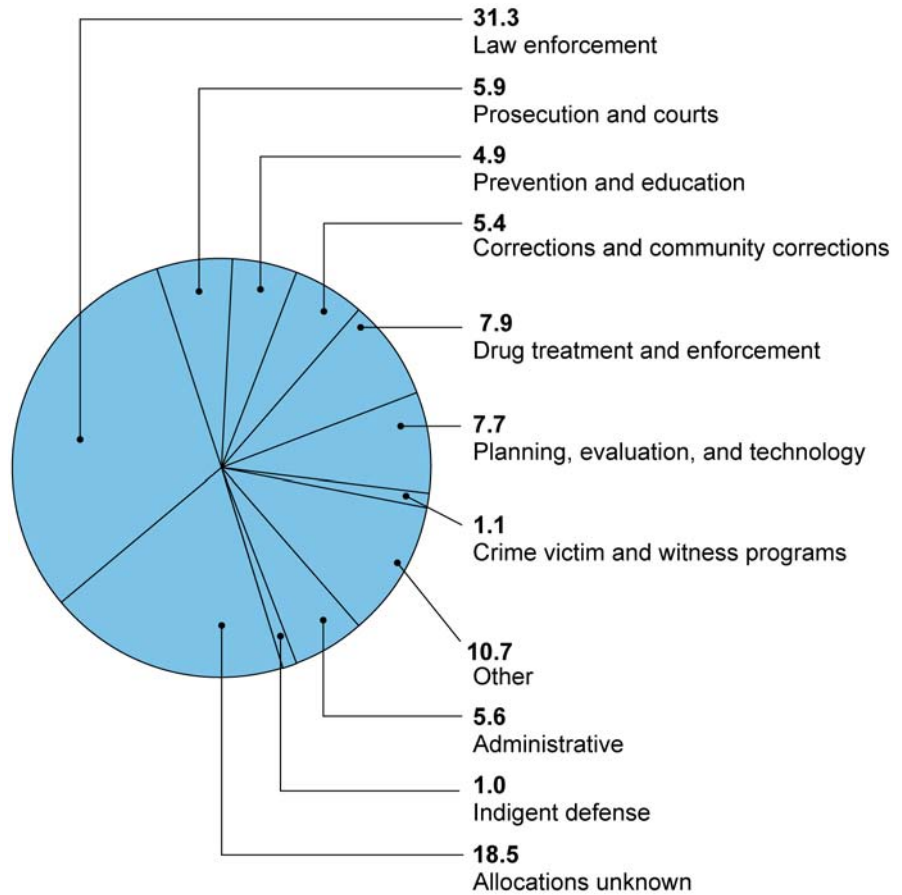 31.3
Law enforcement
5.9
Prosecution and courts
4.9
Prevention and education
5.4
Corrections and community corrections
7.9
Drug treatment and enforcement
7.7
Planning, evaluation, and technology
1.1
Crime victim and witness programs
10.7
Other
5.6
Administrative
1.0
Indigent defense
18.5
Allocations unknown